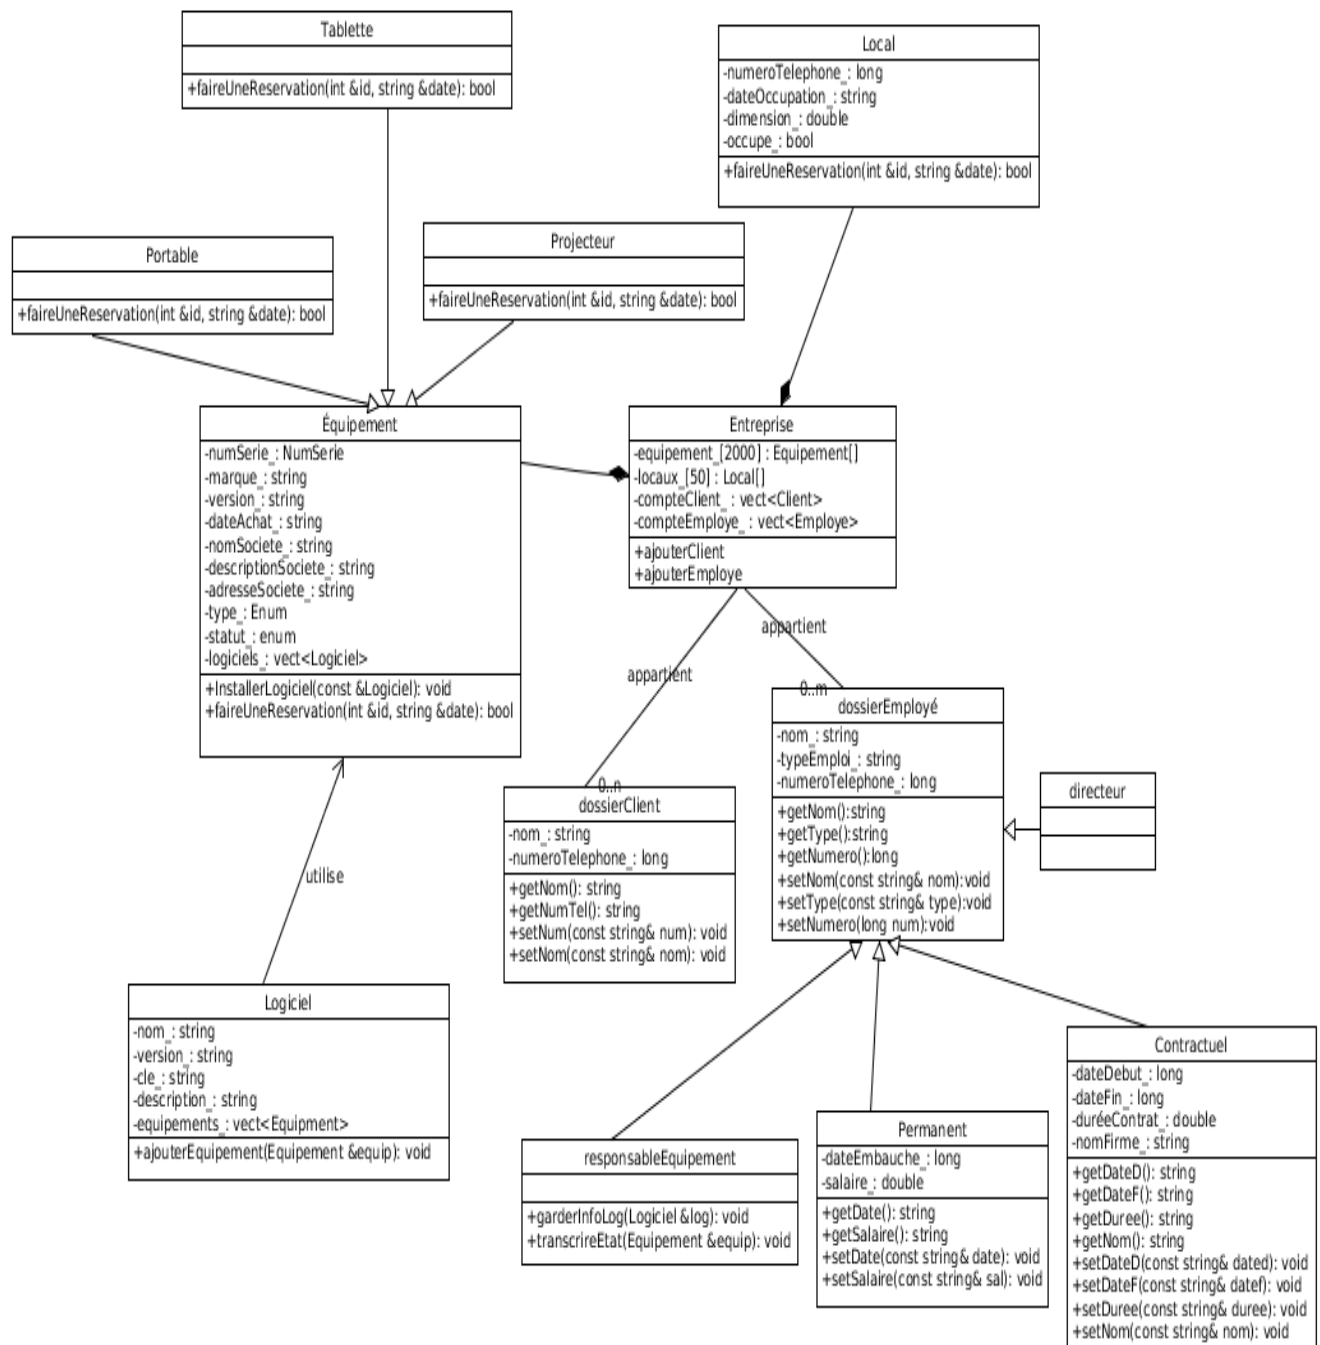 Tablette
+faireUneReservation(int &id, string &date): bool
Local
-numeroTelephone_: long
-dateOccupation_: string
-dimension_: double
-occupe_: bool
+faireUneReservation(int &id, string &date): bool
Portable
+faireUneReservation(int &id, string &date): bool
Projecteur
+faireUneReservation(int &id, string &date): bool
Équipement
-numSerie_: NumSerie
-marque_: string
-version_: string
-dateAchat_: string
-nomSociete_: string
-descriptionSociete_: string
-adresseSociete_: string
-type_: Enum
-statut_: enum
-logiciels_: vect<Logiciel>
+InstallerLogiciel(const &Logiciel): void
+faireUneReservation(int &id, string &date): bool
Entreprise
-equipement_[2000] : Equipement[]
-locaux_[50] : Local[]
-compteClient_ : vect<Client>
-compteEmploye_ : vect<Employe>
+ajouterClient
+ajouterEmploye
appartient
appartient
0..m
0..n
dossierEmployé
-nom_: string
-typeEmploi_: string
-numeroTelephone_: long
+getNom():string
+getType():string
+getNumero():long
+setNom(const string& nom):void
+setType(const string& type):void
+setNumero(long num):void
directeur
dossierClient
-nom_: string
-numeroTelephone_: long
+getNom(): string
+getNumTel(): string
+setNum(const string& num): void
+setNom(const string& nom): void
utilise
Logiciel
-nom_: string
-version_: string
-cle_: string
-description_: string
-equipements_: vect<Equipment>
+ajouterEquipement(Equipement &equip): void
responsableEquipement
+garderInfoLog(Logiciel &log): void
+transcrireEtat(Equipement &equip): void
Permanent
-dateEmbauche_: long
-salaire_: double
+getDate(): string
+getSalaire(): string
+setDate(const string& date): void
+setSalaire(const string& sal): void
Contractuel
-dateDebut_: long
-dateFin_: long
-duréeContrat_: double
-nomFirme_: string
+getDateD(): string
+getDateF(): string
+getDuree(): string
+getNom(): string
+setDateD(const string& dated): void
+setDateF(const string& datef): void
+setDuree(const string& duree): void
+setNom(const string& nom): void